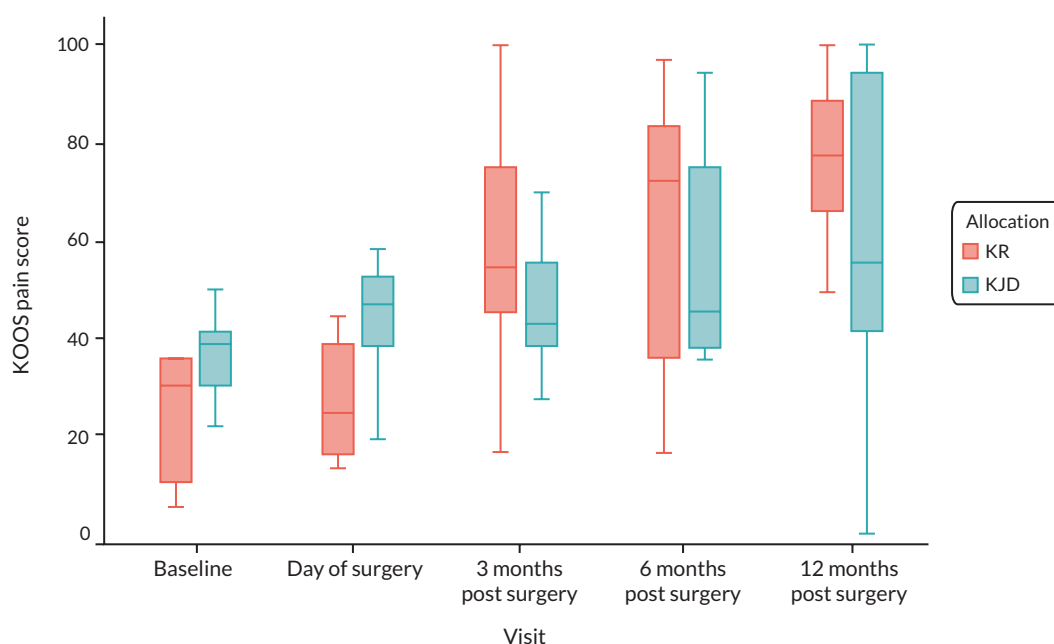 100
80
60
40
20
0
KOOS pain score
Baseline
Day of surgery
3 months
post surgery
6 months
post surgery
12 months
post surgery
Visit
Allocation
KR
KJD